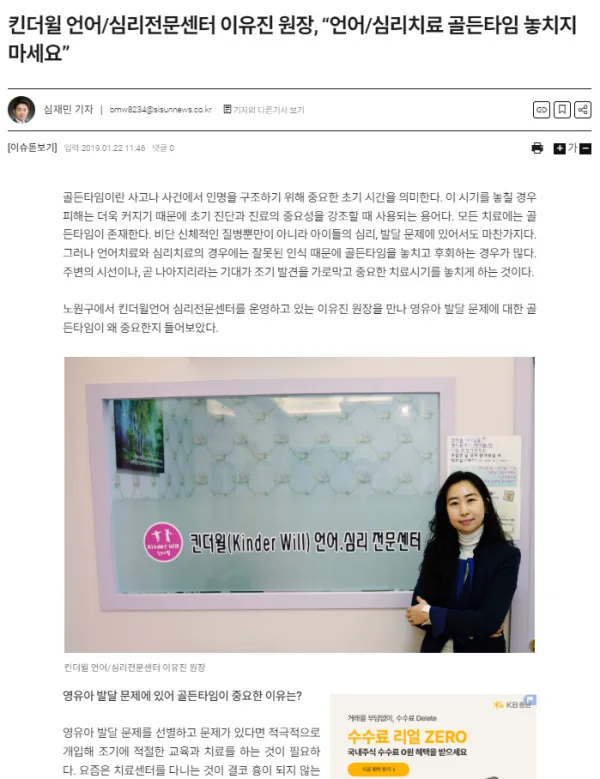 킨더윌 언어/심리전문센터 이유진 원장, “언어/심리치료 골든타임 놓치지
마세요”
심재민 기자 | bmw8234@sisunnews.co.kr 기자의 다른기사 보기
[이슈돋보기] 입력 2019.01.22 11:46 댓글 0
가
골든타임이란 사고나 사건에서 인명을 구조하기 위해 중요한 초기 시간을 의미한다. 이 시기를 놓칠 경우
피해는 더욱 커지기 때문에 초기 진단과 진료의 중요성을 강조할 때 사용되는 용어다. 모든 치료에는 골
든타임이 존재한다. 비단 신체적인 질병뿐만이 아니라 아이들의 심리, 발달 문제에 있어서도 마찬가지다.
그러나 언어치료와 심리치료의 경우에는 잘못된 인식 때문에 골든타임을 놓치고 후회하는 경우가 많다.
주변의 시선이나, 곧 나아지리라는 기대가 조기 발견을 가로막고 중요한 치료시기를 놓치게 하는 것이다.
노원구에서 킨더윌언어 심리전문센터를 운영하고 있는 이유진 원장을 만나 영유아 발달 문제에 대한 골
든타임이 왜 중요한지 들어보았다.
Kinder Will
킨더윌(Kinder Will) 언어.심리 전문센터
킨더윌 언어/심리전문센터 이유진 원장
영유아 발달 문제에 있어 골든타임이 중요한 이유는?
영유아 발달 문제를 선별하고 문제가 있다면 적극적으로
개입해 조기에 적절한 교육과 치료를 하는 것이 필요하
다. 요즘은 치료센터를 다니는 것이 결코 흉이 되지 않는
KB증권
거래를 부담없이, 수수료 Delete
수수료 리얼 ZERO
국내주식 수수료 0원 혜택을 받으세요